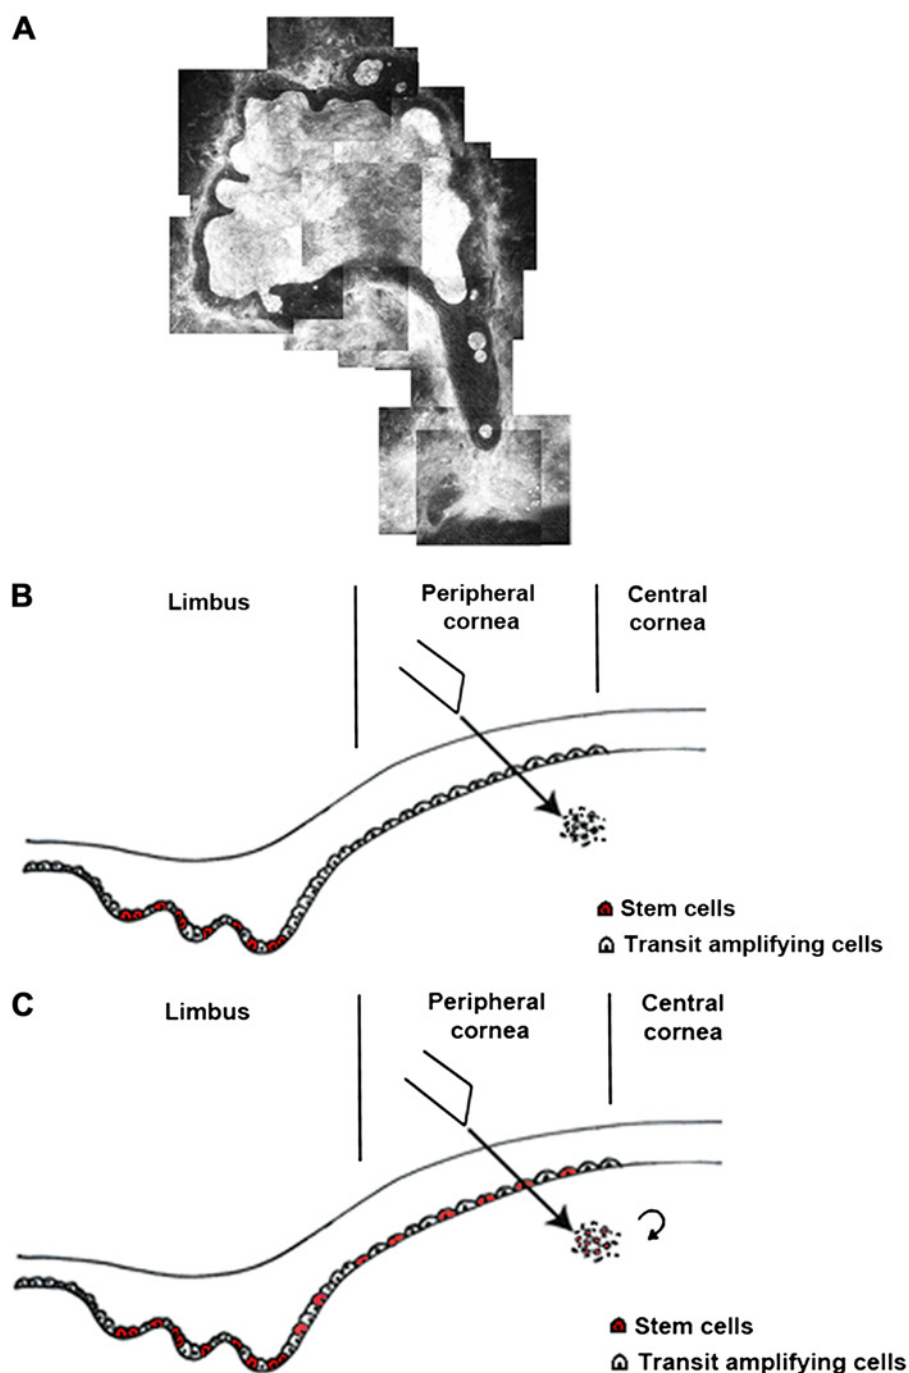 A
B
Limbus
Peripheral
cornea
Central
cornea
Stem cells
Transit amplifying cells
C
Limbus
Peripheral
cornea
Central
cornea
Stem cells
Transit amplifying cells